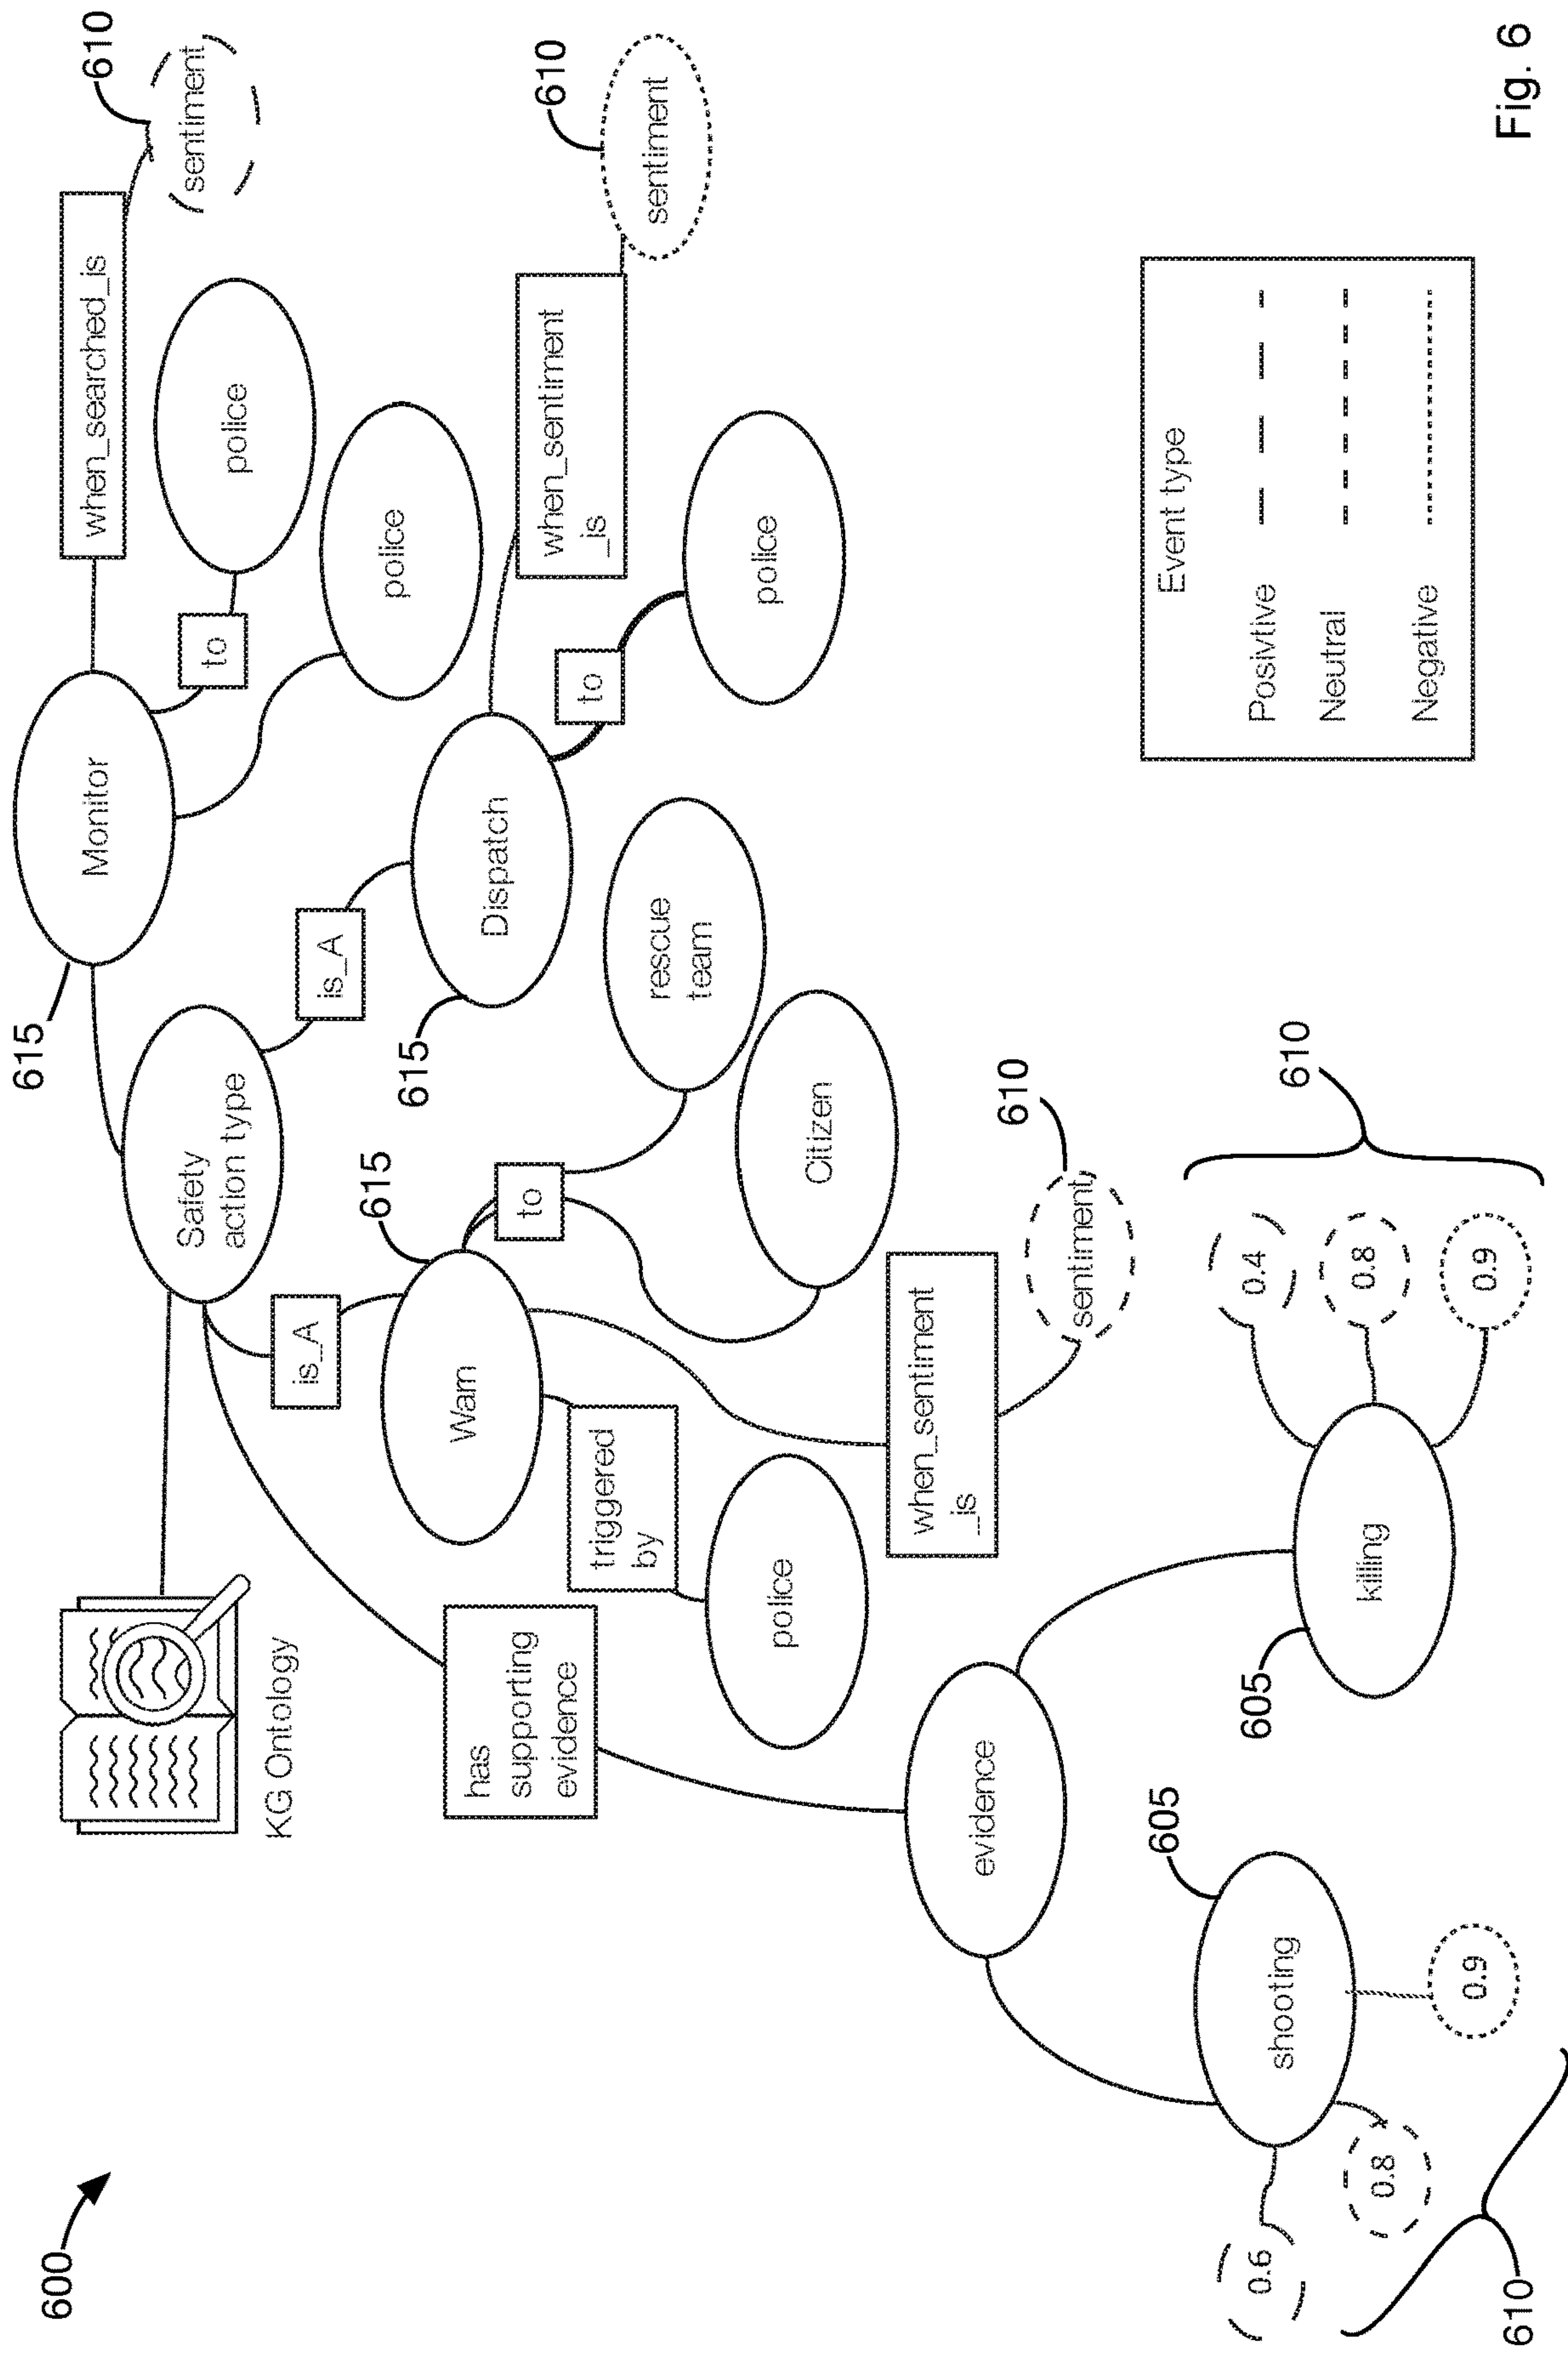 600
KG Ontology
615
Monitor
when_searched_is
610
sentiment
to
police
police
Safety
action type
is_A
615
Dispatch
when_sentiment
_is
610
sentiment
to
police
is_A
615
Warn
to
rescue
team
Citizen
triggered
by
police
when_sentiment
_is
610
sentiment
has
supporting
evidence
evidence
605
shooting
0.6
0.8
0.9
610
605
killing
0.4
0.8
0.9
610
Event type
Posivtive
Neutral
Negative
Fig. 6